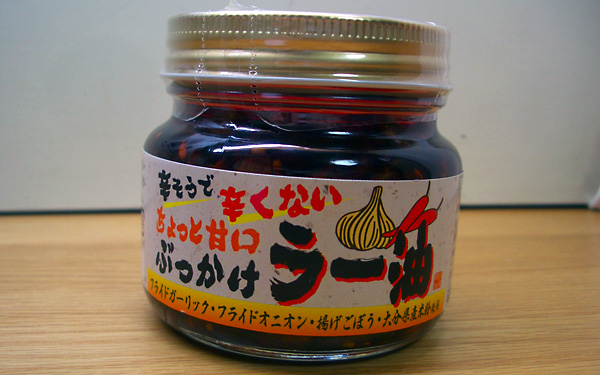 辛そうで
辛くない
ちょっと甘口
ぶっかけ
ラー油
フライドガーリック・フライドオニオン・揚げごぼう・大分県産本鮮使用